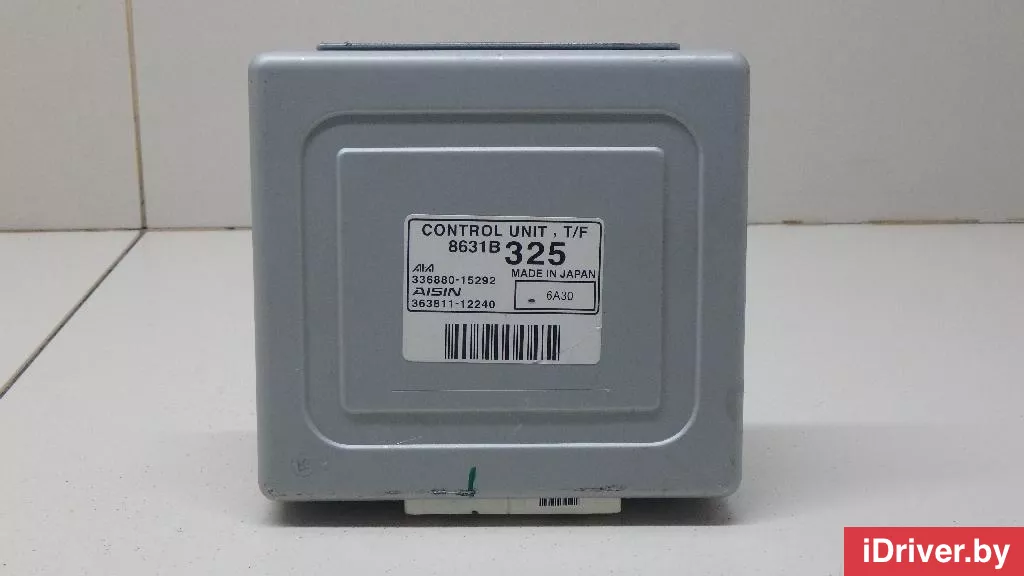 CONTROL UNIT, T/F
8631B 325
MADE IN JAPAN
336880-15292
AISIN
363811-12240
6A30
iDriver.by